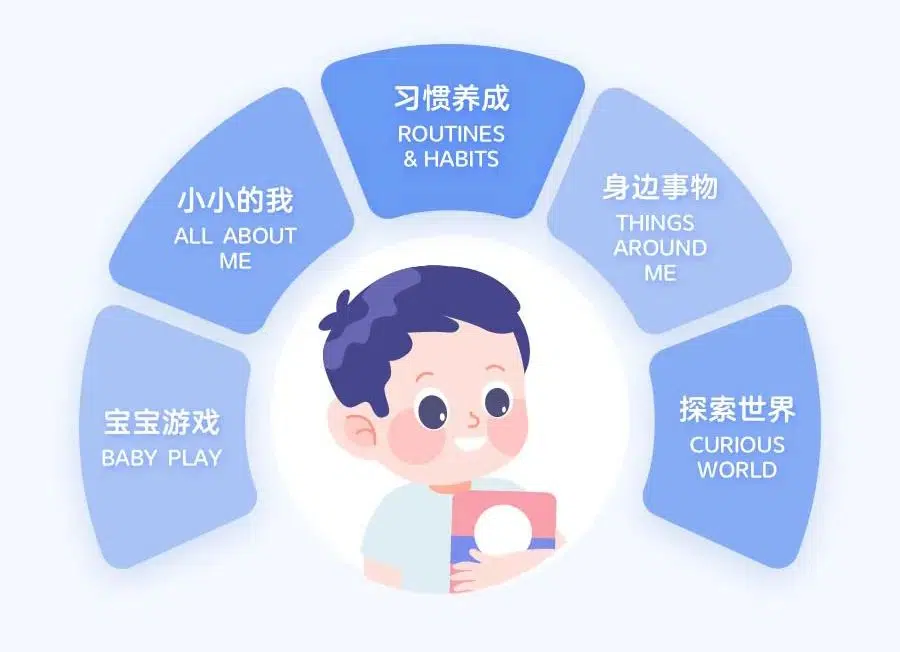 习惯养成
ROUTINES
& HABITS
小小的我
ALL ABOUT
ME
身边事物
THINGS
AROUND
ME
宝宝游戏
BABY PLAY
探索世界
CURIOUS
WORLD